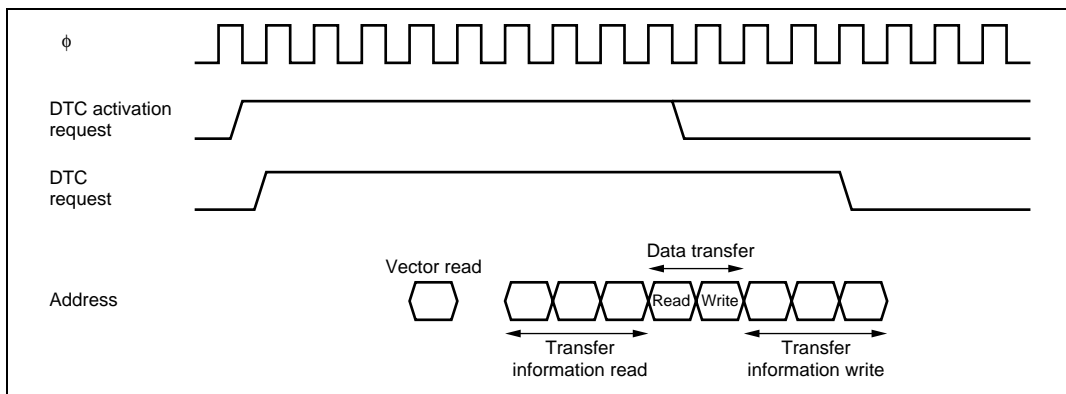 ϕ
DTC activation
request
DTC
request
Data transfer
Vector read
Address
Read Write
Transfer
information read
Transfer
information write